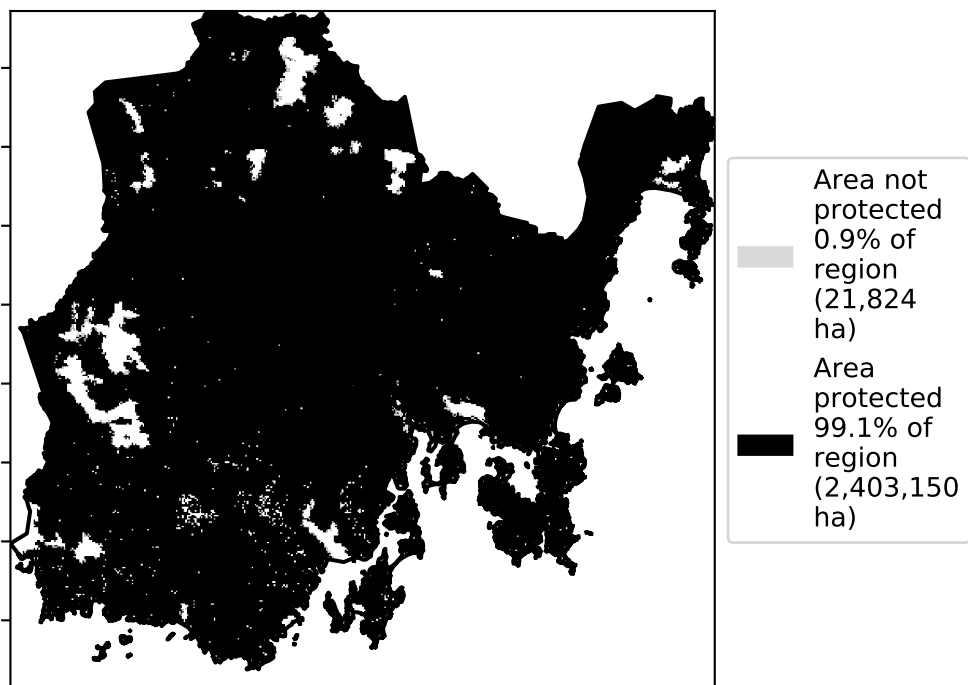 Area not
protected
0.9% of
region
(21,824
ha)
Area
protected
99.1% of
region
(2,403,150
ha)